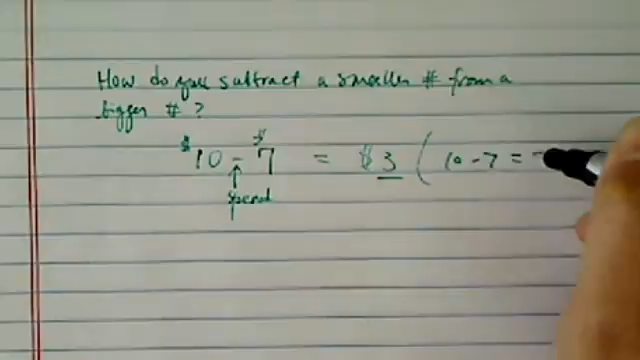 How do you subtract a smaller # from a
bigger # ?
$10 - $7 = $3 ( 10 - 7 =
↑
spend